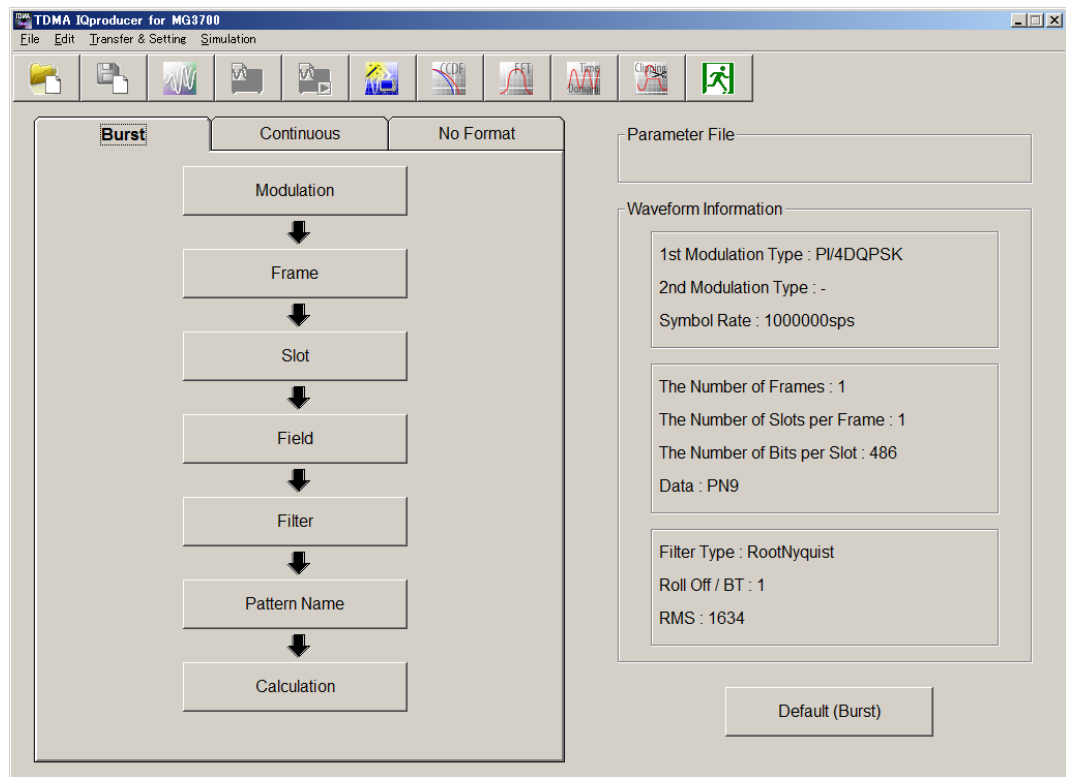 TDMA IQproducer for MG3700
File Edit Transfer & Setting Simulation
CCDF FFT Time Domain Clipping
Burst Continuous No Format
Modulation
Frame
Slot
Field
Filter
Pattern Name
Calculation
Parameter File
Waveform Information
1st Modulation Type : PI/4DQPSK
2nd Modulation Type : -
Symbol Rate : 1000000sps
The Number of Frames : 1
The Number of Slots per Frame : 1
The Number of Bits per Slot : 486
Data : PN9
Filter Type : RootNyquist
Roll Off / BT : 1
RMS : 1634
Default (Burst)